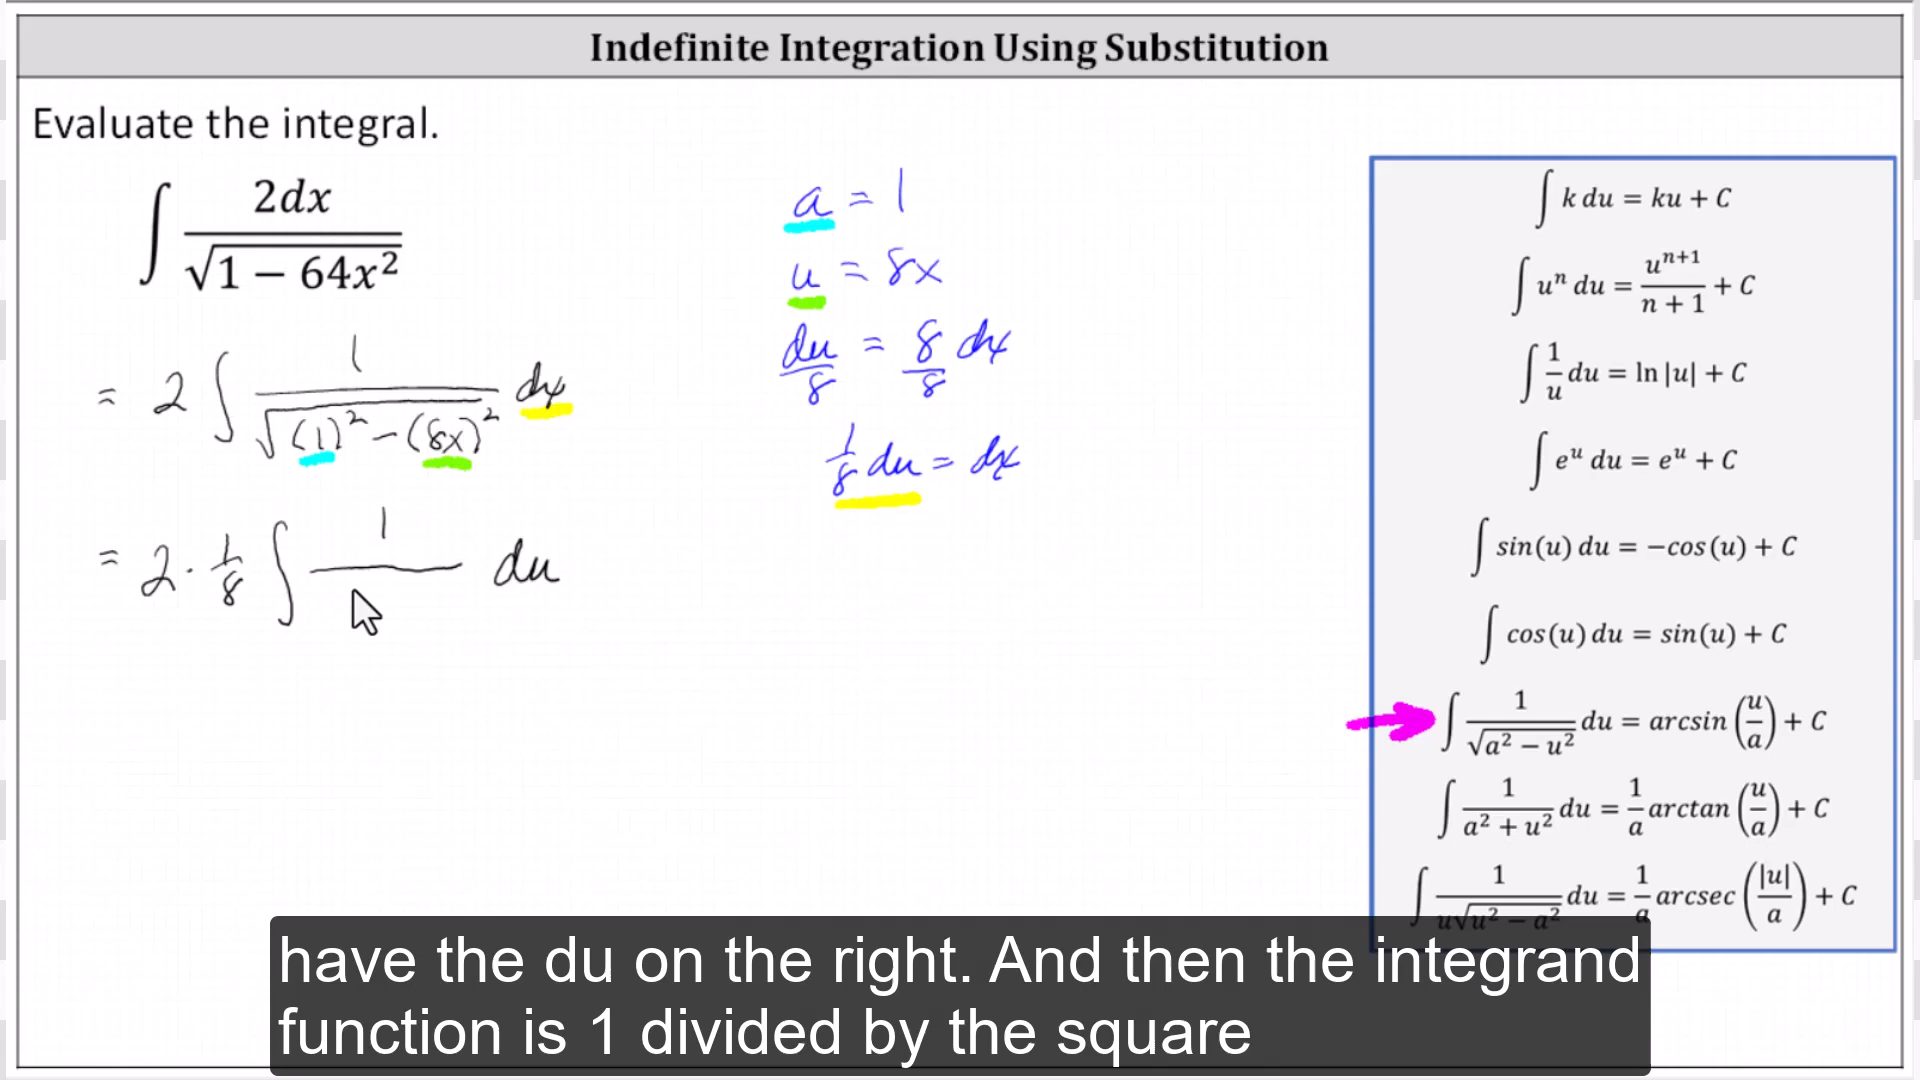 Indefinite Integration Using Substitution
Evaluate the integral.
∫ 2dx / √(1 − 64x²)
= 2 ∫ 1 / √((1)² − (8x)²) dx
= 2 · 1/8 ∫ 1 / du
a = 1
u = 8x
du/8 = 8/8 dx
1/8 du = dx
∫ k du = ku + C
∫ uⁿ du = uⁿ⁺¹ / (n + 1) + C
∫ 1/u du = ln|u| + C
∫ eᵘ du = eᵘ + C
∫ sin(u) du = −cos(u) + C
∫ cos(u) du = sin(u) + C
∫ 1 / √(a² − u²) du = arcsin (u/a) + C
∫ 1 / (a² + u²) du = 1/a arctan (u/a) + C
∫ 1 / (u√(u² − a²)) du = 1/a arcsec (|u|/a) + C
have the du on the right. And then the integrand
function is 1 divided by the square